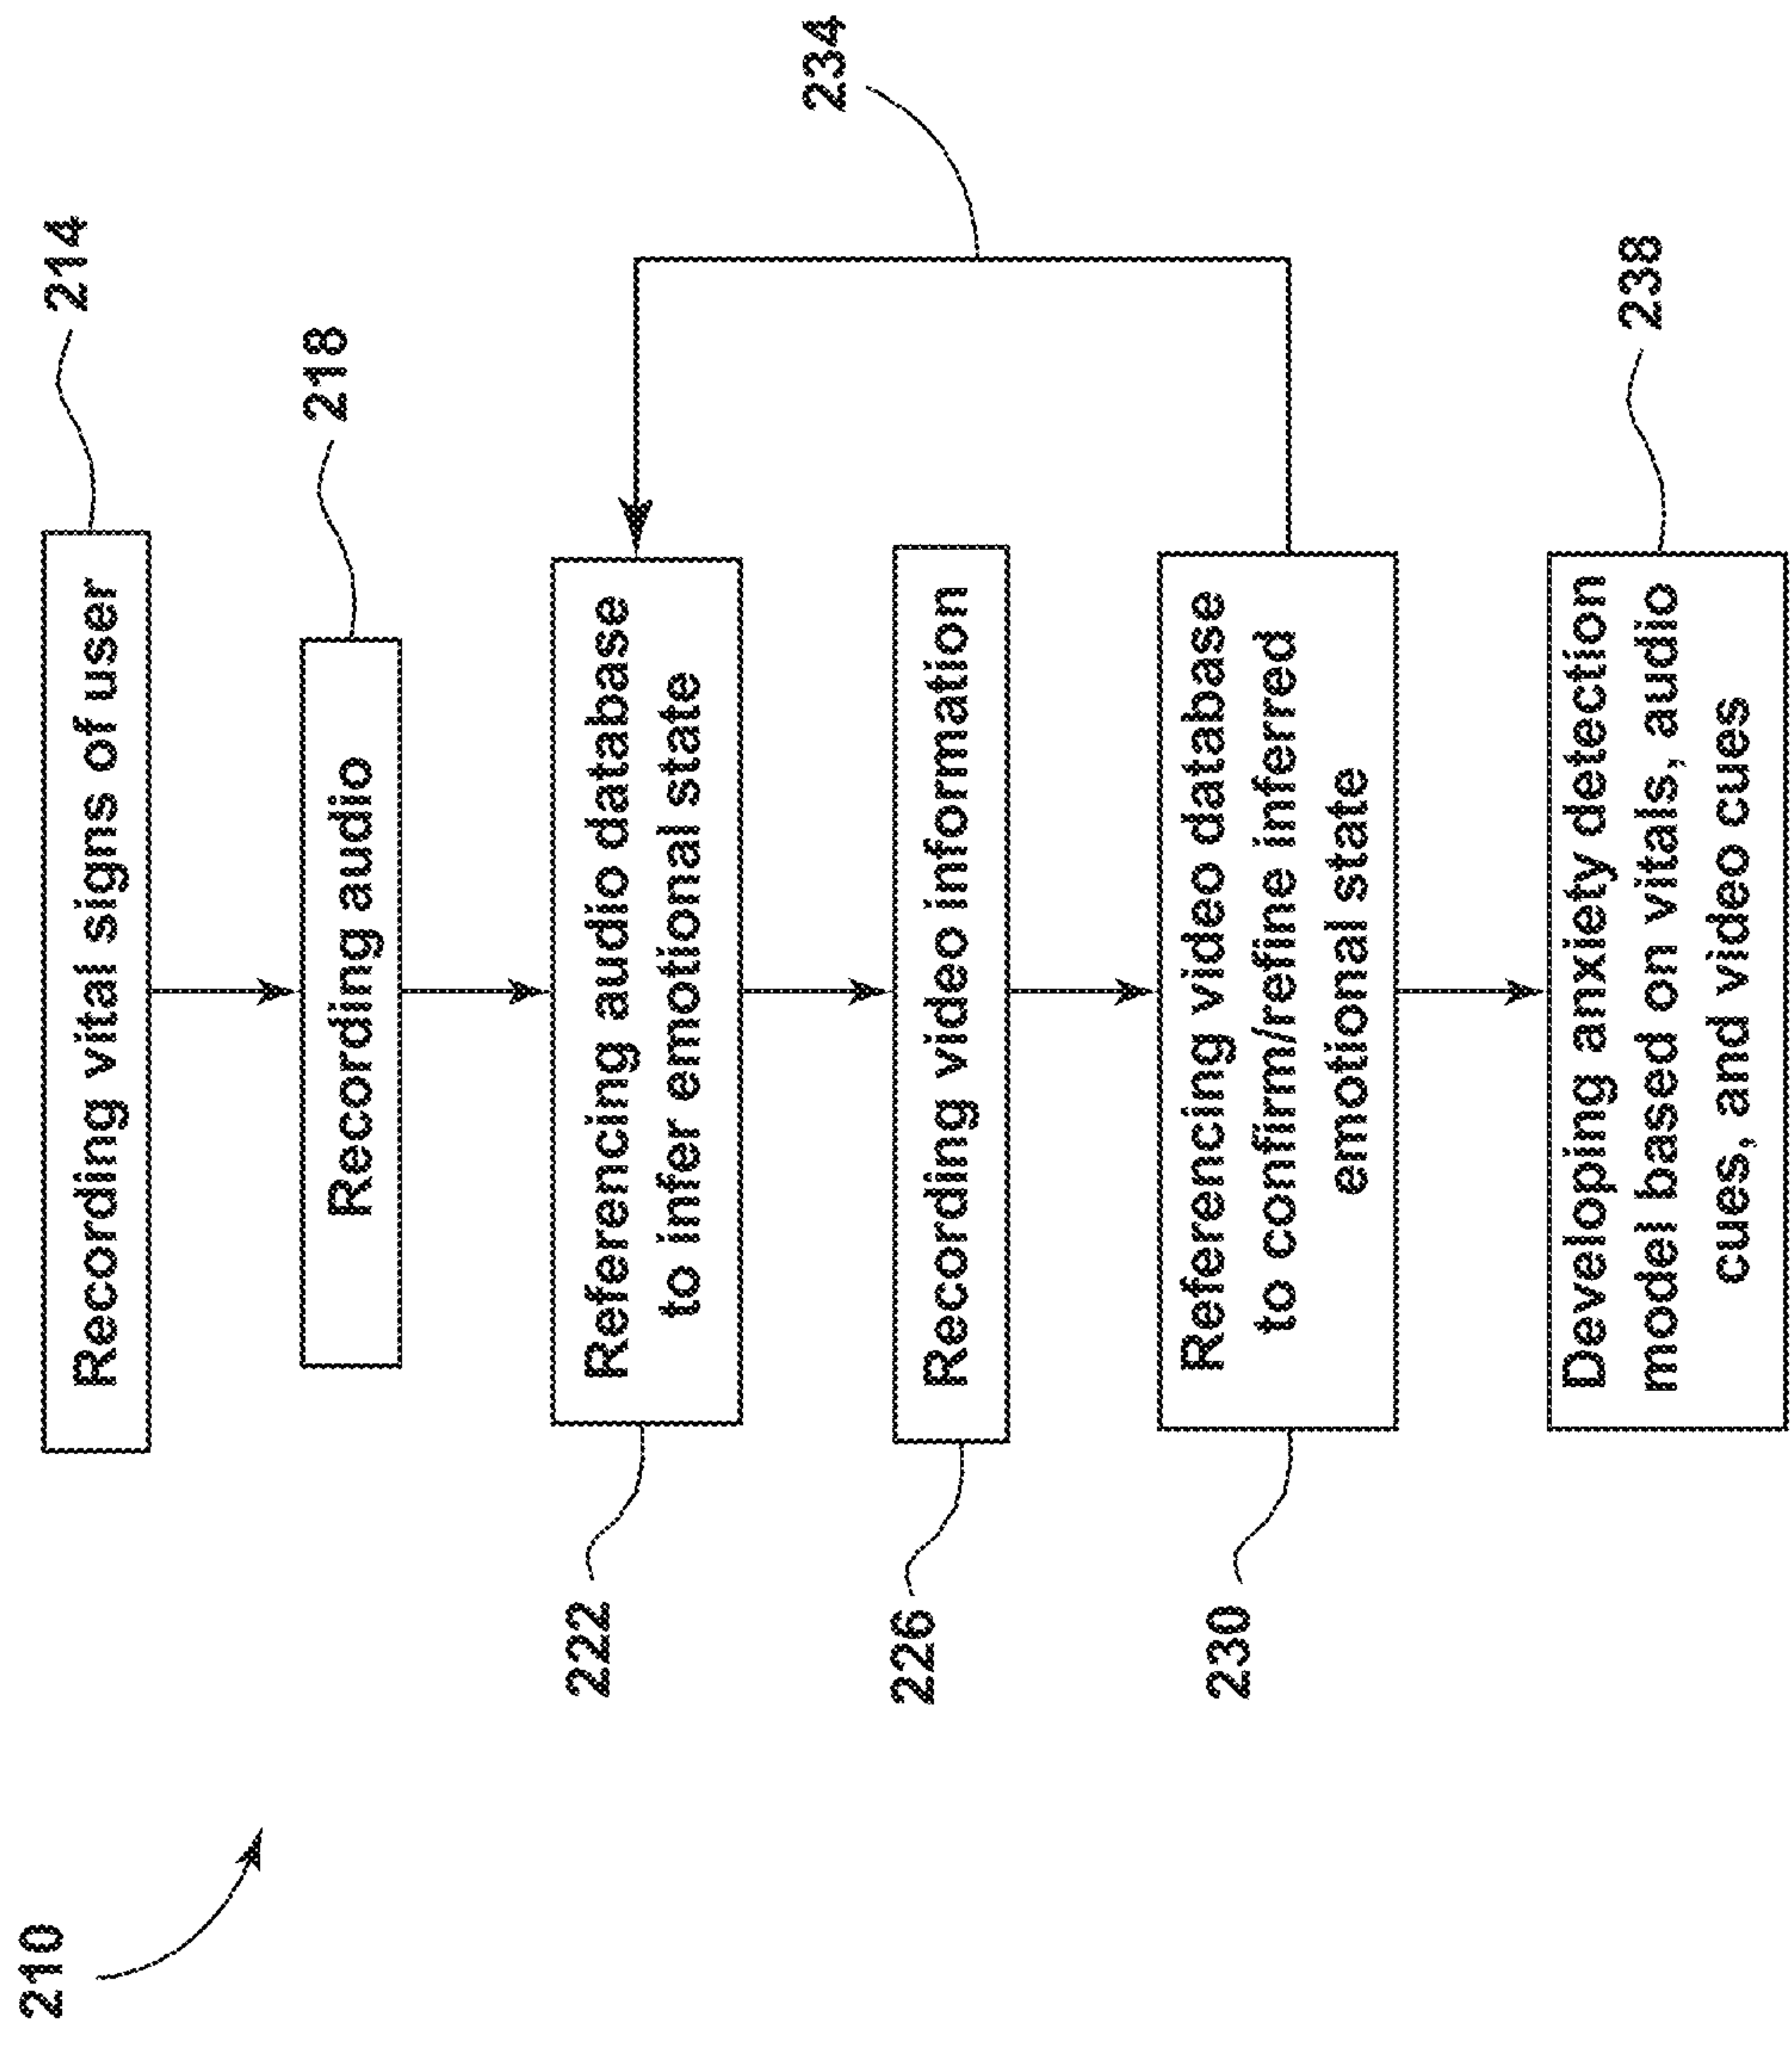 210
214
Recording vital signs of user
218
Recording audio
222
Referencing audio database
to infer emotional state
234
226
Recording video information
230
Referencing video database
to confirm/refine inferred
emotional state
238
Developing anxiety detection
model based on vitals, audio
cues, and video cues